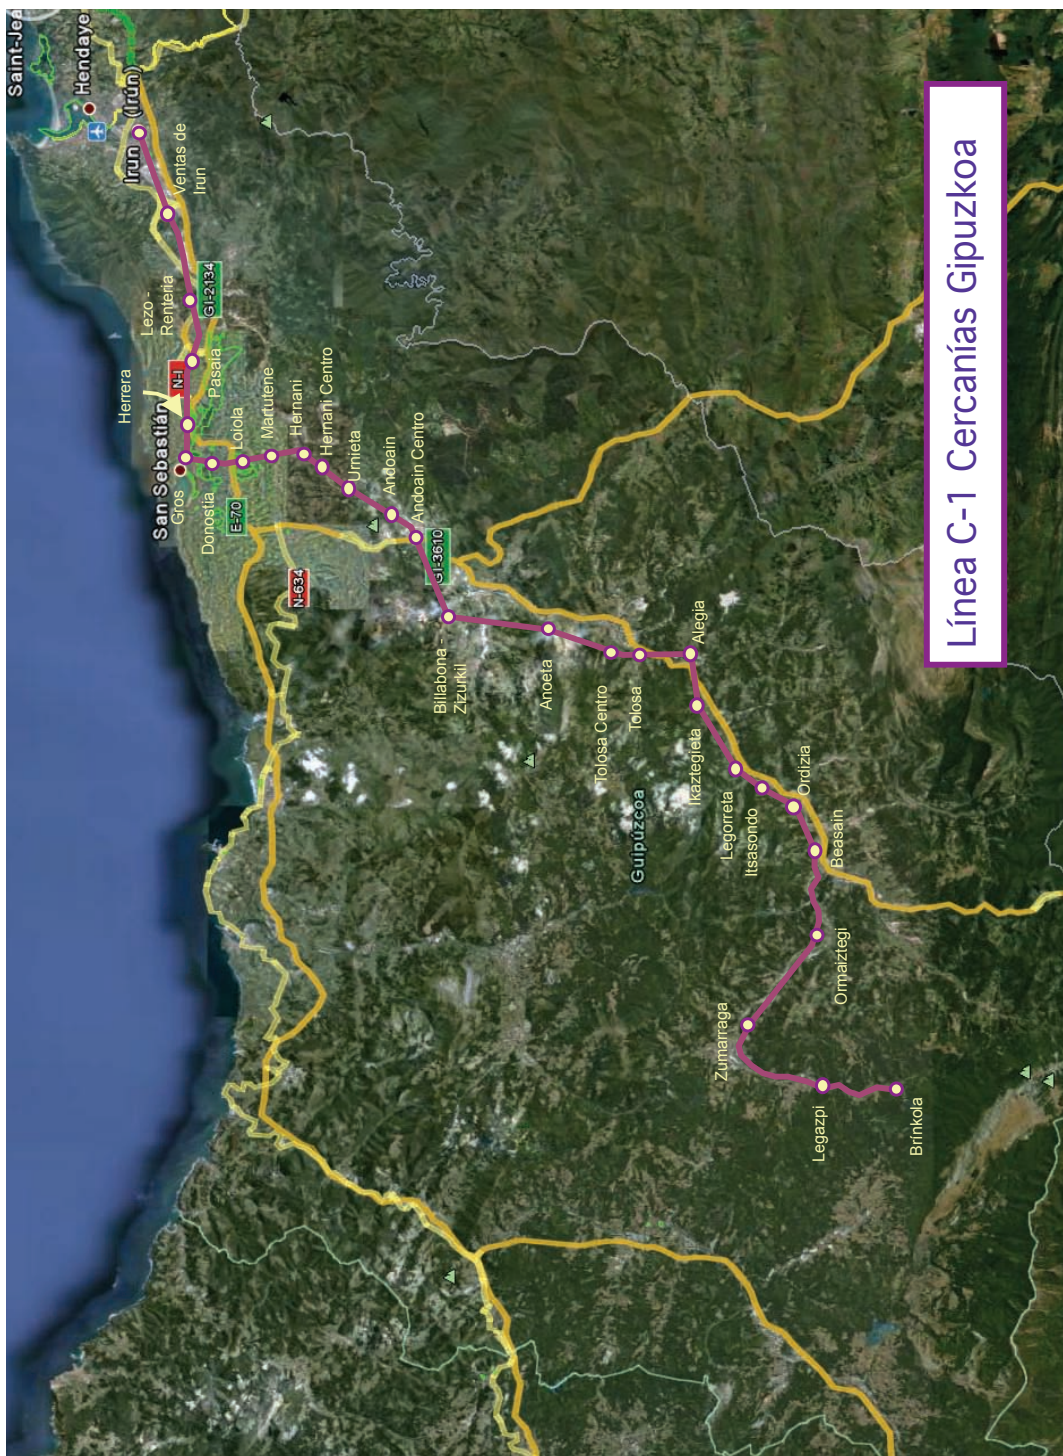 Saint-Jea
Hendaye
Irun (Irún)
Ventas de
Irun
Lezo -
Renteria
GI-2134
Pasaia
N-I
Herrera
San Sebastián
Gros
Donostia
E-70
Loiola
Martutene
Hernani
Hernani Centro
Urnieta
Andoain
Andoain Centro
GI-3610
N-634
Billabona -
Zizurkil
Anoeta
Tolosa Centro
Tolosa
Alegia
Ikaztegieta
Legorreta
Itsasondo
Ordizia
Beasain
Guipúzcoa
Ormaiztegi
Zumarraga
Legazpi
Brinkola
Línea C-1 Cercanías Gipuzkoa